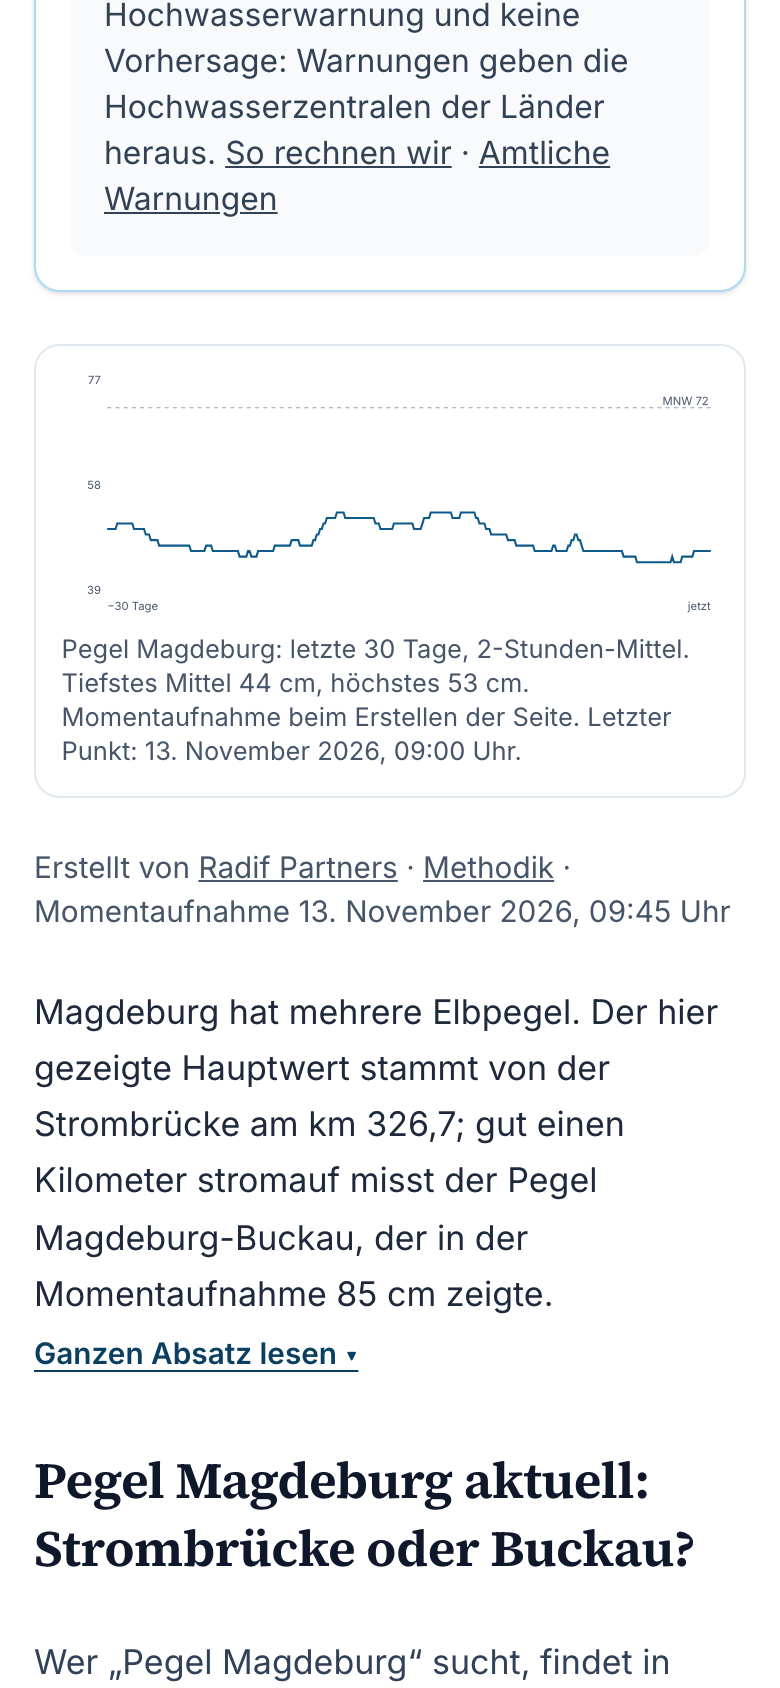 Hochwasserwarnung und keine
Vorhersage: Warnungen geben die
Hochwasserzentralen der Länder
heraus. So rechnen wir · Amtliche
Warnungen
77
MNW 72
58
39
−30 Tage
jetzt
Pegel Magdeburg: letzte 30 Tage, 2-Stunden-Mittel.
Tiefstes Mittel 44 cm, höchstes 53 cm.
Momentaufnahme beim Erstellen der Seite. Letzter
Punkt: 13. November 2026, 09:00 Uhr.
Erstellt von Radif Partners · Methodik ·
Momentaufnahme 13. November 2026, 09:45 Uhr
Magdeburg hat mehrere Elbpegel. Der hier
gezeigte Hauptwert stammt von der
Strombrücke am km 326,7; gut einen
Kilometer stromauf misst der Pegel
Magdeburg-Buckau, der in der
Momentaufnahme 85 cm zeigte.
Ganzen Absatz lesen ▾
Pegel Magdeburg aktuell:
Strombrücke oder Buckau?
Wer „Pegel Magdeburg“ sucht, findet in